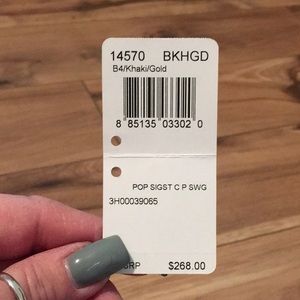 14570 BKHGD
B4/Khaki/Gold
8 85135 03302 0
POP SIGST C P SWG
3H00039065
$268.00